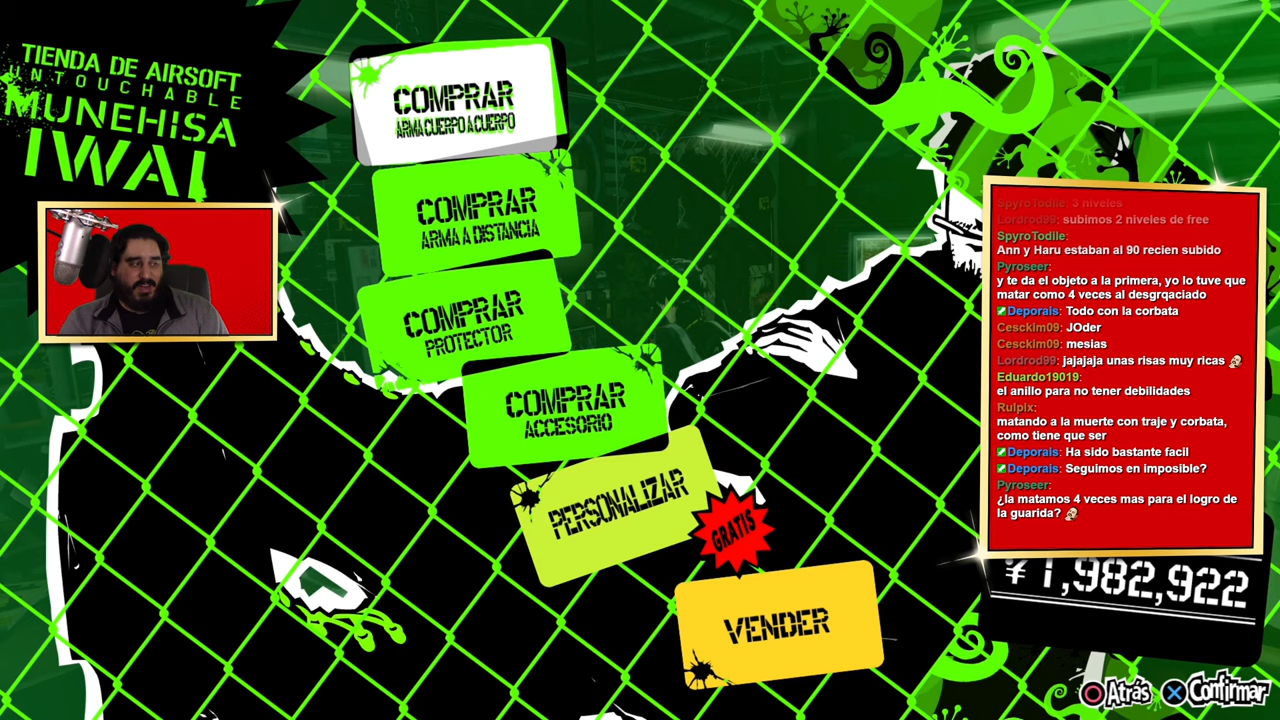 TIENDA DE AIRSOFT
UNTOUCHABLE
MUNEHISA
IWAI
COMPRAR
ARMA CUERPO A CUERPO
COMPRAR
ARMA A DISTANCIA
COMPRAR
PROTECTOR
COMPRAR
ACCESORIO
PERSONALIZAR
GRATIS
VENDER
SpyroTodile: 3 niveles
Lordrod99: subimos 2 niveles de free
SpyroTodile:
Ann y Haru estaban al 90 recien subido
Pyroseer:
y te da el objeto a la primera, yo lo tuve que
matar como 4 veces al desgrqaciado
Deporais: Todo con la corbata
Cesckim09: JOder
Cesckim09: mesias
Lordrod99: jajajaja unas risas muy ricas
Eduardo19019:
el anillo para no tener debilidades
Rulpix:
matando a la muerte con traje y corbata,
como tiene que ser
Deporais: Ha sido bastante facil
Deporais: Seguimos en imposible?
Pyroseer:
¿la matamos 4 veces mas para el logro de
la guarida?
¥1,982,922
Atrás Confirmar